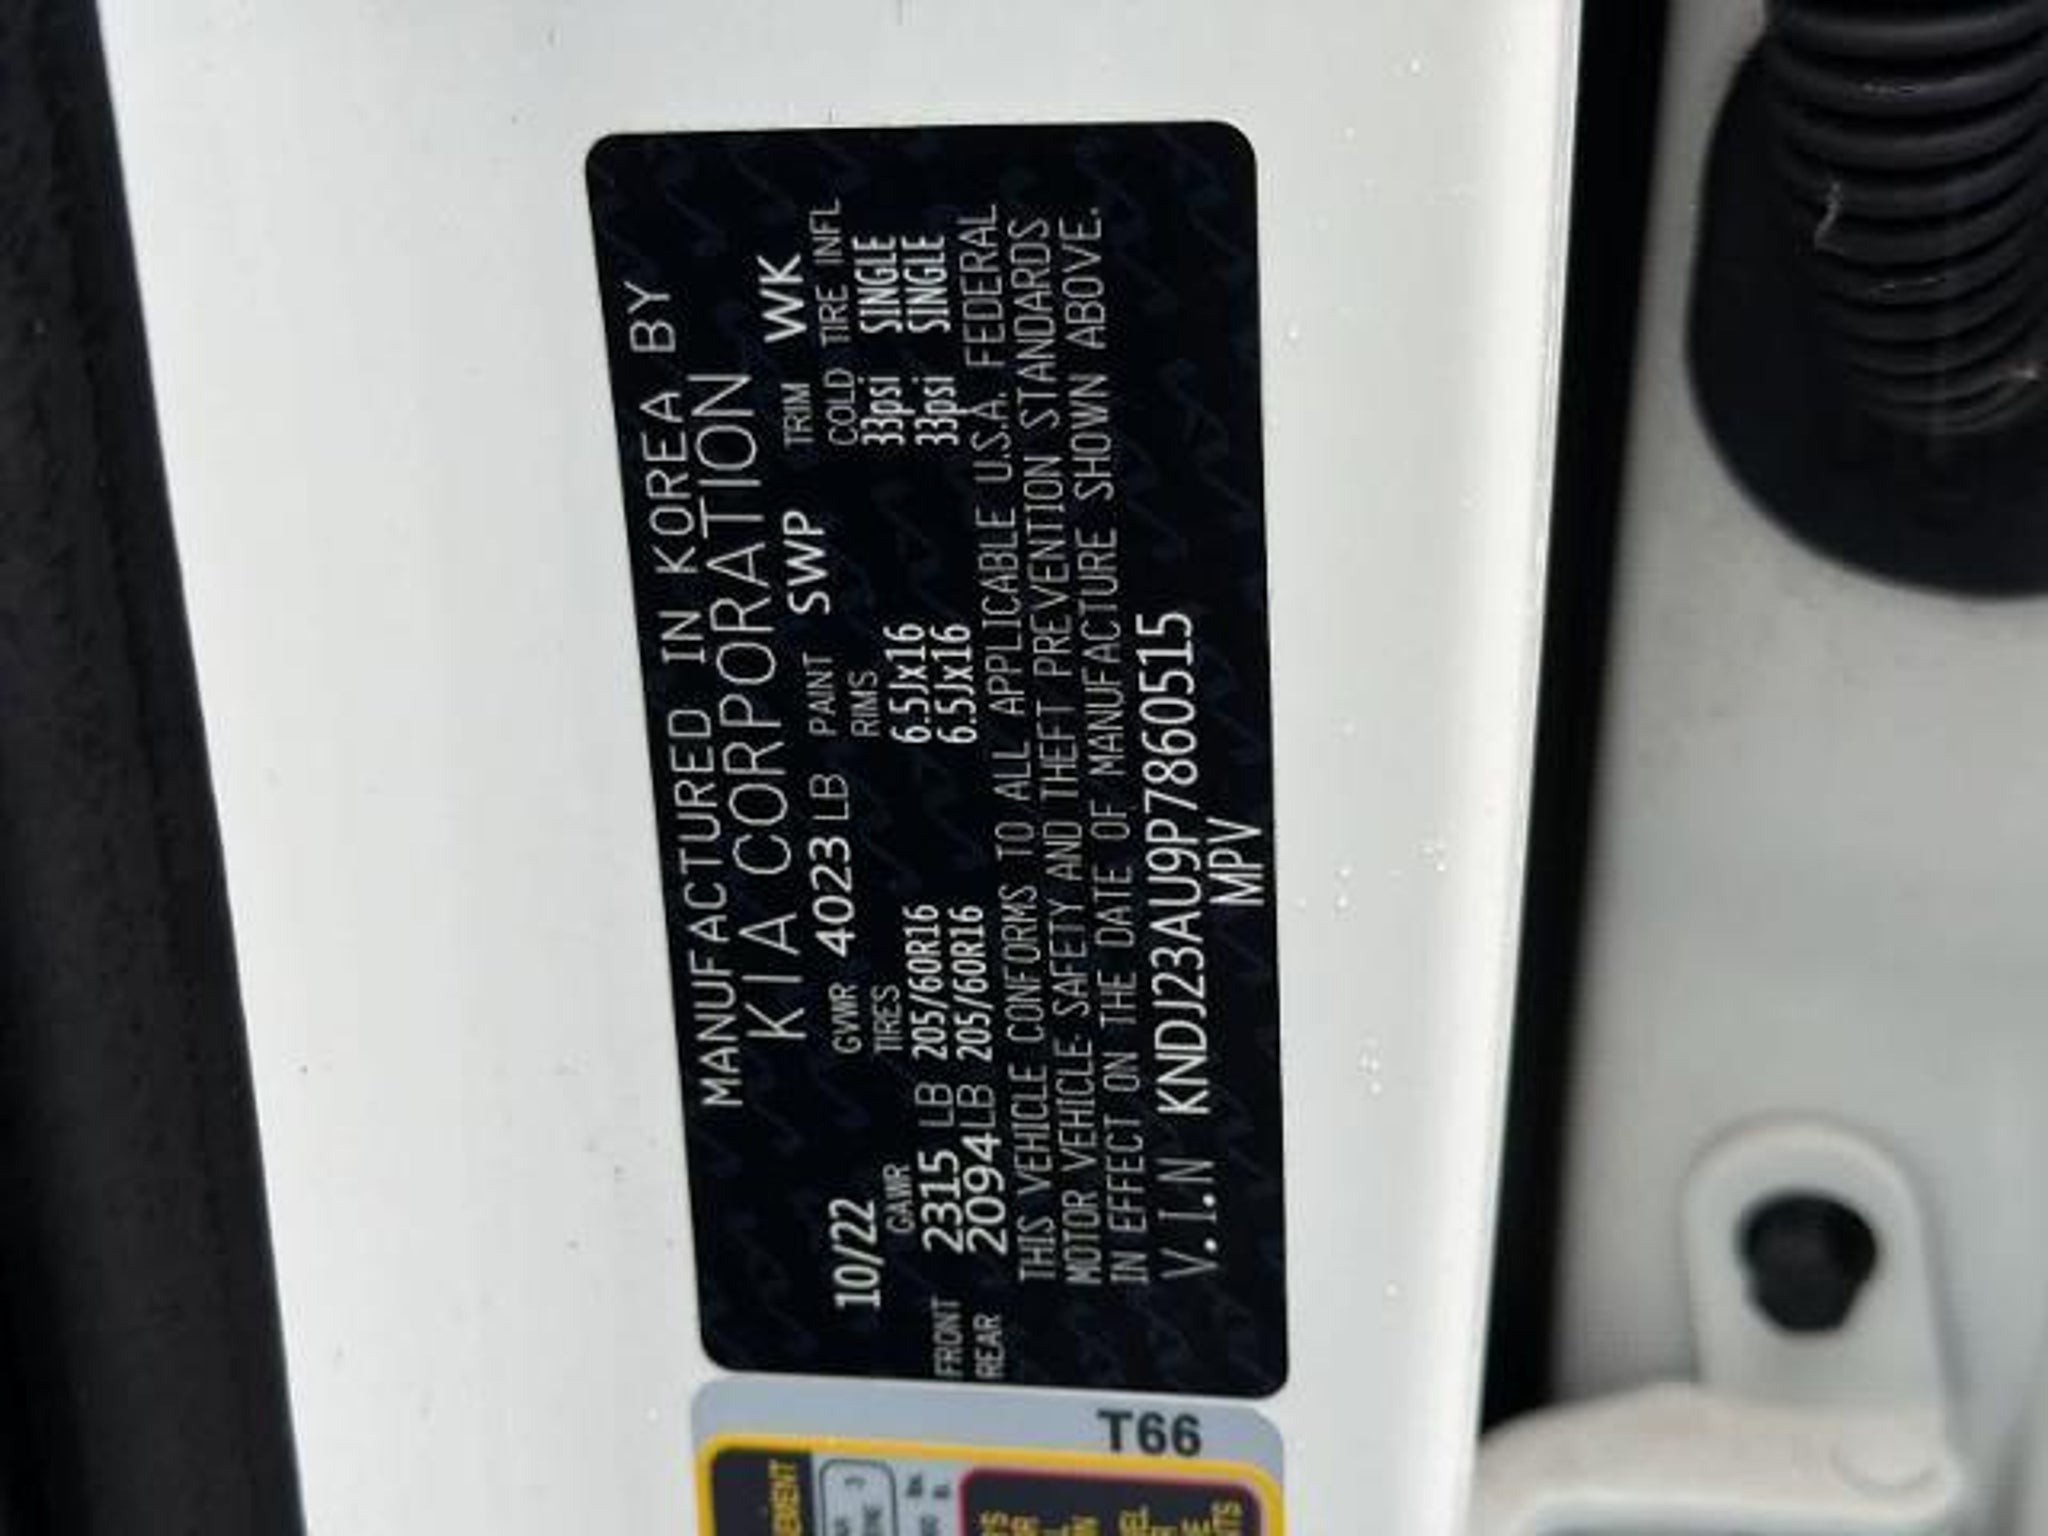 MANUFACTURED IN KOREA BY
KIA CORPORATION
10/22 GVWR 4023 LB PAINT SWP TRIM WK
GAWR TIRES RIMS COLD TIRE INFL
FRONT 2315 LB 205/60R16 6.5Jx16 33psi SINGLE
REAR 2094LB 205/60R16 6.5Jx16 33psi SINGLE
THIS VEHICLE CONFORMS TO ALL APPLICABLE U.S.A. FEDERAL
MOTOR VEHICLE SAFETY AND THEFT PREVENTION STANDARDS
IN EFFECT ON THE DATE OF MANUFACTURE SHOWN ABOVE.
V.I.N KNDJ23AU9P7860515
MPV
T66